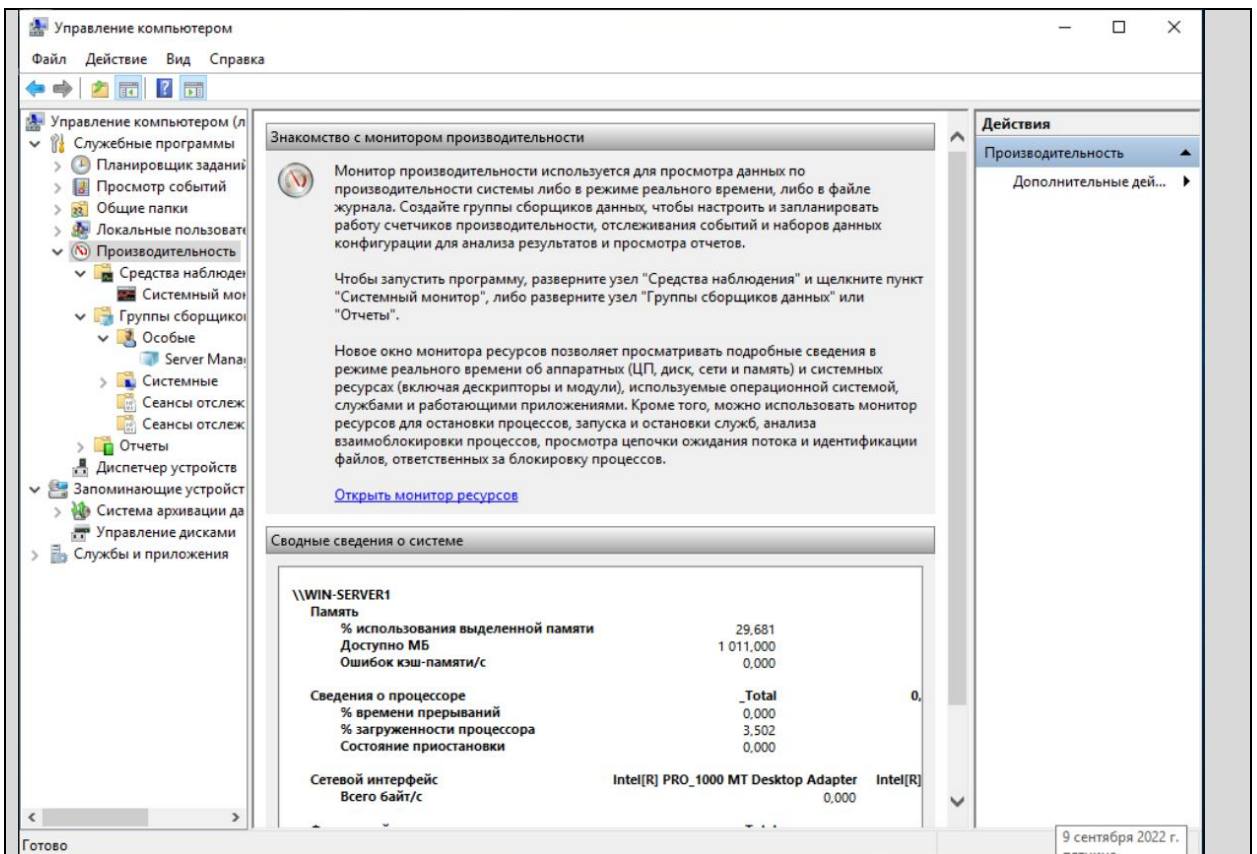 Управление компьютером
Файл Действие Вид Справка
Управление компьютером (л
Служебные программы
Планировщик заданий
Просмотр событий
Общие папки
Локальные пользовате
Производительность
Средства наблюден
Системный мон
Группы сборщиков
Особые
Server Manag
Системные
Сеансы отслеж
Сеансы отслеж
Отчеты
Диспетчер устройств
Запоминающие устройст
Система архивации да
Управление дисками
Службы и приложения
Знакомство с монитором производительности
Монитор производительности используется для просмотра данных по
производительности системы либо в режиме реального времени, либо в файле
журнала. Создайте группы сборщиков данных, чтобы настроить и запланировать
работу счетчиков производительности, отслеживания событий и наборов данных
конфигурации для анализа результатов и просмотра отчетов.
Чтобы запустить программу, разверните узел "Средства наблюдения" и щелкните пункт
"Системный монитор", либо разверните узел "Группы сборщиков данных" или
"Отчеты".
Новое окно монитора ресурсов позволяет просматривать подробные сведения в
режиме реального времени об аппаратных (ЦП, диск, сети и память) и системных
ресурсах (включая дескрипторы и модули), используемые операционной системой,
службами и работающими приложениями. Кроме того, можно использовать монитор
ресурсов для остановки процессов, запуска и остановки служб, анализа
взаимоблокировки процессов, просмотра цепочки ожидания потока и идентификации
файлов, ответственных за блокировку процессов.
Открыть монитор ресурсов
Сводные сведения о системе
\\WIN-SERVER1
Память
% использования выделенной памяти 29,681
Доступно МБ 1 011,000
Ошибок кэш-памяти/с 0,000
Сведения о процессоре _Total 0,
% времени прерываний 0,000
% загруженности процессора 3,502
Состояние приостановки 0,000
Сетевой интерфейс Intel[R] PRO_1000 MT Desktop Adapter Intel[R]
Всего байт/с 0,000
Действия
Производительность
Дополнительные дей...
Готово
9 сентября 2022 г.